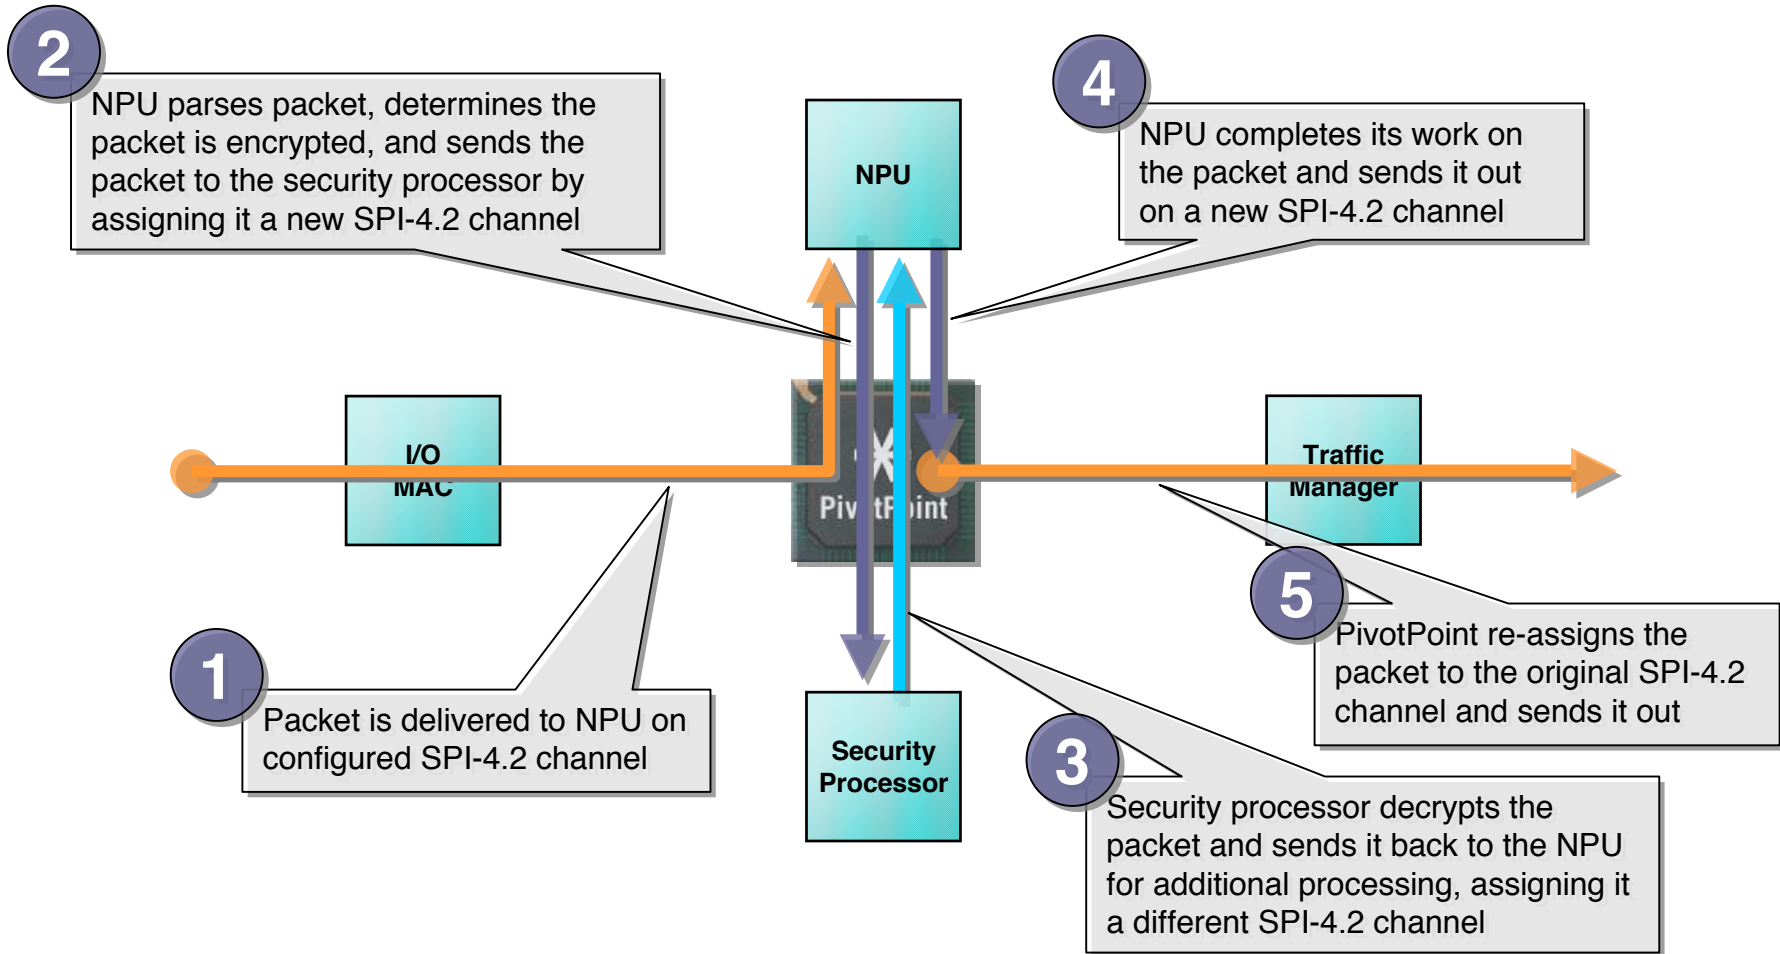 2
NPU parses packet, determines the
packet is encrypted, and sends the
packet to the security processor by
assigning it a new SPI-4.2 channel
4
NPU completes its work on
the packet and sends it out
on a new SPI-4.2 channel
NPU
I/O
MAC
PivotPoint
Traffic
Manager
1
Packet is delivered to NPU on
configured SPI-4.2 channel
5
PivotPoint re-assigns the
packet to the original SPI-4.2
channel and sends it out
Security
Processor
3
Security processor decrypts the
packet and sends it back to the NPU
for additional processing, assigning it
a different SPI-4.2 channel